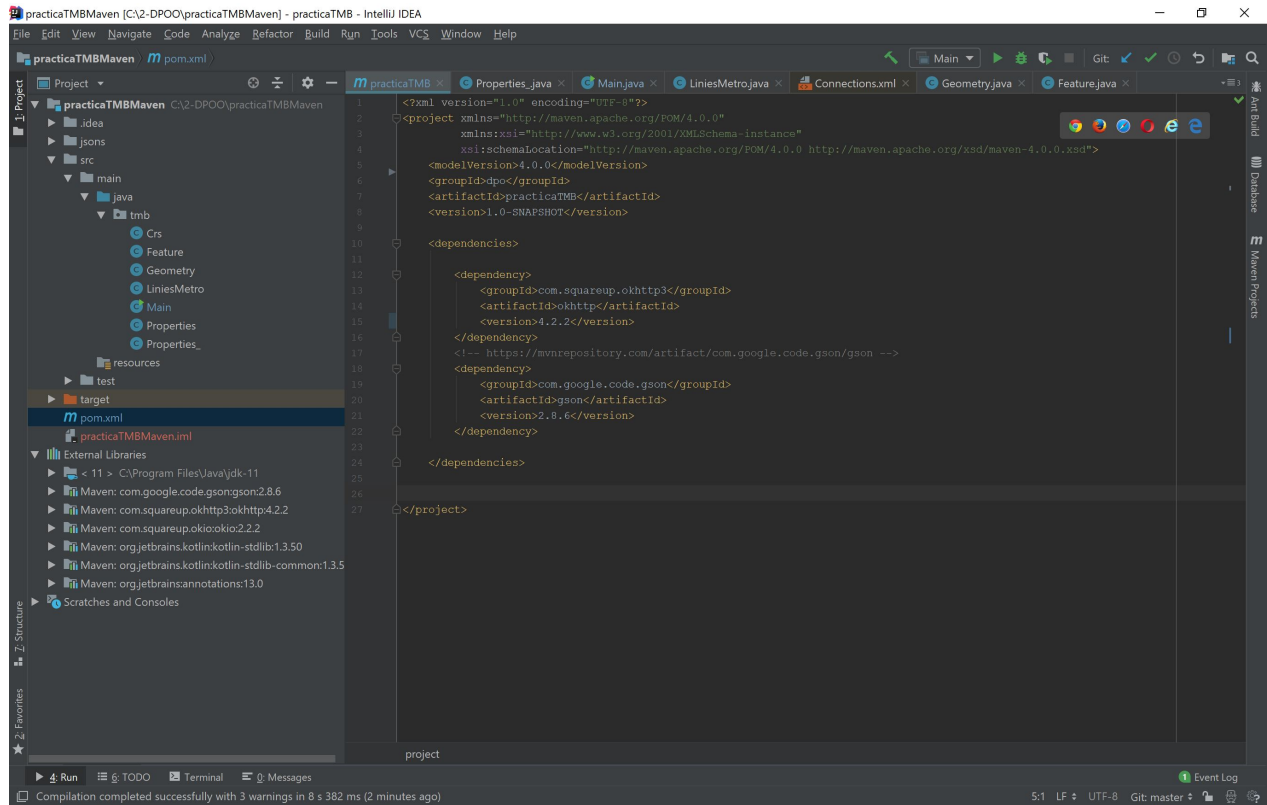 practicaTMBMaven [C:\2-DPOO\practicaTMBMaven] - practicaTMB - IntelliJ IDEA
File Edit View Navigate Code Analyze Refactor Build Run Tools VCS Window Help
practicaTMBMaven m pom.xml
Main Git:
Project
practicaTMB Properties_.java Main.java LiniesMetro.java Connections.xml Geometry.java Feature.java
1: Project
practicaTMBMaven C:\2-DPOO\practicaTMBMaven
.idea
jsons
src
main
java
tmb
Crs
Feature
Geometry
LiniesMetro
Main
Properties
Properties_
resources
test
target
pom.xml
practicaTMBMaven.iml
External Libraries
< 11 > C:\Program Files\Java\jdk-11
Maven: com.google.code.gson:gson:2.8.6
Maven: com.squareup.okhttp3:okhttp:4.2.2
Maven: com.squareup.okio:okio:2.2.2
Maven: org.jetbrains.kotlin:kotlin-stdlib:1.3.50
Maven: org.jetbrains.kotlin:kotlin-stdlib-common:1.3.5
Maven: org.jetbrains:annotations:13.0
Scratches and Consoles
Z: Structure
2: Favorites
1 <?xml version="1.0" encoding="UTF-8"?>
2 <project xmlns="http://maven.apache.org/POM/4.0.0"
3 xmlns:xsi="http://www.w3.org/2001/XMLSchema-instance"
4 xsi:schemaLocation="http://maven.apache.org/POM/4.0.0 http://maven.apache.org/xsd/maven-4.0.0.xsd">
5 <modelVersion>4.0.0</modelVersion>
6 <groupId>dpo</groupId>
7 <artifactId>practicaTMB</artifactId>
8 <version>1.0-SNAPSHOT</version>
9
10 <dependencies>
11
12 <dependency>
13 <groupId>com.squareup.okhttp3</groupId>
14 <artifactId>okhttp</artifactId>
15 <version>4.2.2</version>
16 </dependency>
17 <!-- https://mvnrepository.com/artifact/com.google.code.gson/gson -->
18 <dependency>
19 <groupId>com.google.code.gson</groupId>
20 <artifactId>gson</artifactId>
21 <version>2.8.6</version>
22 </dependency>
23
24 </dependencies>
25
26
27 </project>
Ant Build
Database
m Maven Projects
project
4: Run 6: TODO Terminal 0: Messages 1 Event Log
Compilation completed successfully with 3 warnings in 8 s 382 ms (2 minutes ago) 5:1 LF UTF-8 Git: master